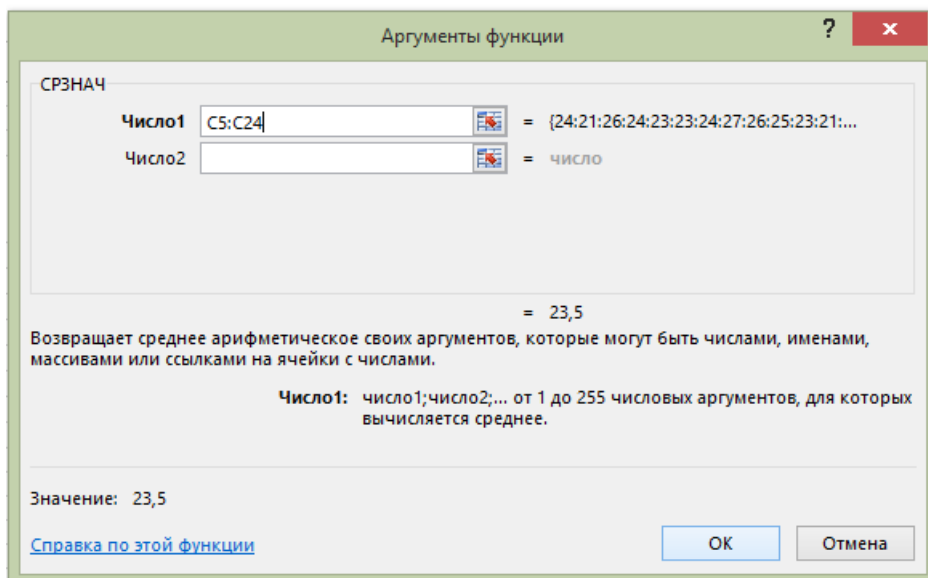 Аргументы функции
? x
СРЗНАЧ
Число1 C5:C24 = {24:21:26:24:23:23:24:27:26:25:23:21:...
Число2 = число
= 23,5
Возвращает среднее арифметическое своих аргументов, которые могут быть числами, именами,
массивами или ссылками на ячейки с числами.
Число1: число1;число2;... от 1 до 255 числовых аргументов, для которых
вычисляется среднее.
Значение: 23,5
Справка по этой функции
ОК Отмена